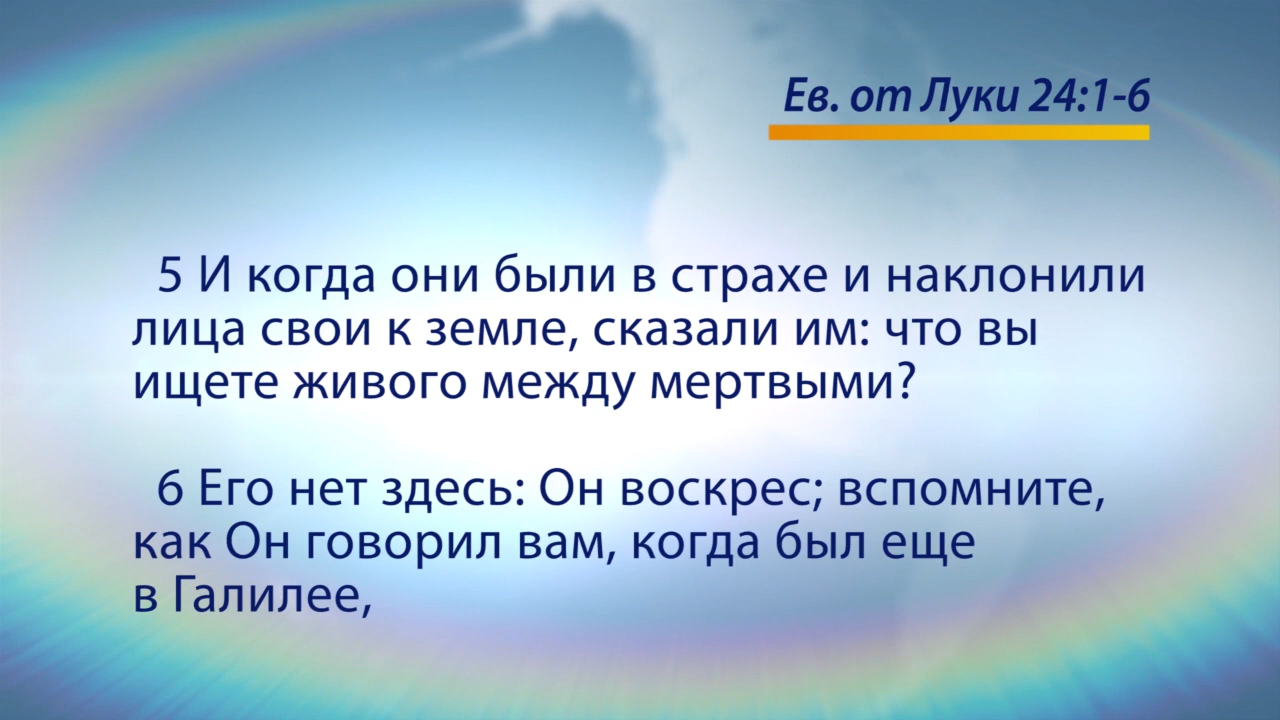 Ев. от Луки 24:1-6
5 И когда они были в страхе и наклонили
лица свои к земле, сказали им: что вы
ищете живого между мертвыми?
6 Его нет здесь: Он воскрес; вспомните,
как Он говорил вам, когда был еще
в Галилее,